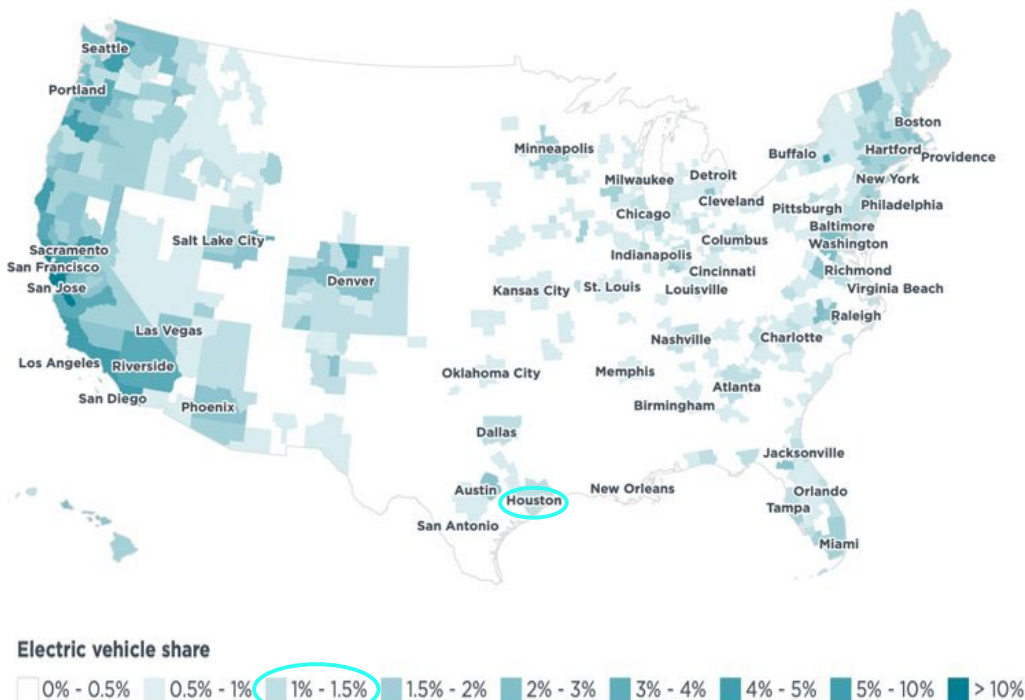 Seattle
Portland
Boston
Minneapolis
Buffalo
Hartford
Providence
Milwaukee
Detroit
New York
Cleveland
Pittsburgh
Philadelphia
Chicago
Baltimore
Salt Lake City
Columbus
Washington
Sacramento
Indianapolis
San Francisco
Cincinnati
Richmond
San Jose
Denver
Kansas City
St. Louis
Louisville
Virginia Beach
Raleigh
Las Vegas
Nashville
Charlotte
Los Angeles
Riverside
Oklahoma City
Memphis
Atlanta
San Diego
Phoenix
Birmingham
Dallas
Jacksonville
Austin
Houston
New Orleans
Orlando
Tampa
San Antonio
Miami
Electric vehicle share
0% - 0.5% 0.5% - 1% 1% - 1.5% 1.5% - 2% 2% - 3% 3% - 4% 4% - 5% 5% - 10% >10%